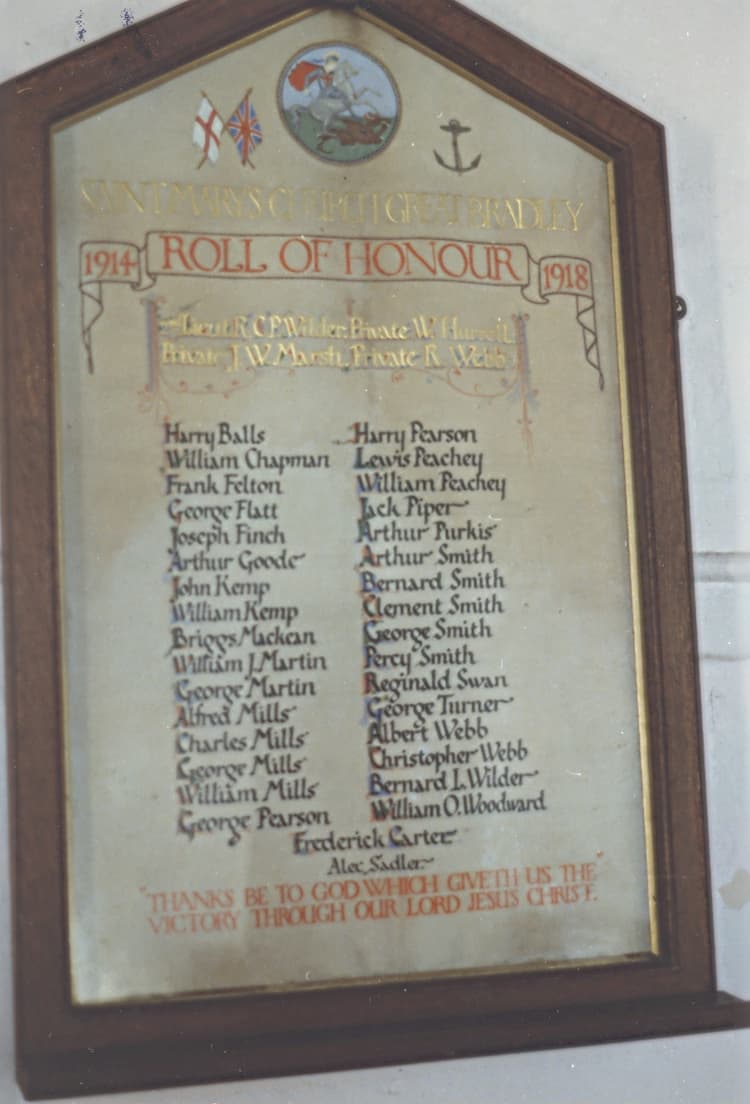 SAINT MARYS CHURCH GREAT BRADLEY
1914 ROLL OF HONOUR 1918
Lieut R. C. P. Wilder. Private W.
Private J. W. Marsh. Private R. Webb
Harry Balls Harry Pearson
William Chapman Lewis Peachey
Frank Felton William Peachey
George Flatt Jack Piper
Joseph Finch Arthur Purkis
Arthur Goode Arthur Smith
John Kemp Bernard Smith
William Kemp Clement Smith
Briggs Mackean George Smith
William J. Martin Percy Smith
George Martin Reginald Swan
Alfred Mills George Turner
Charles Mills Albert Webb
George Mills Christopher Webb
William Mills Bernard L. Wilder
George Pearson William O. Woodward
Frederick Carter
Alec Sadler
"THANKS BE TO GOD WHICH GIVETH US THE"
VICTORY THROUGH OUR LORD JESUS CHRIST.